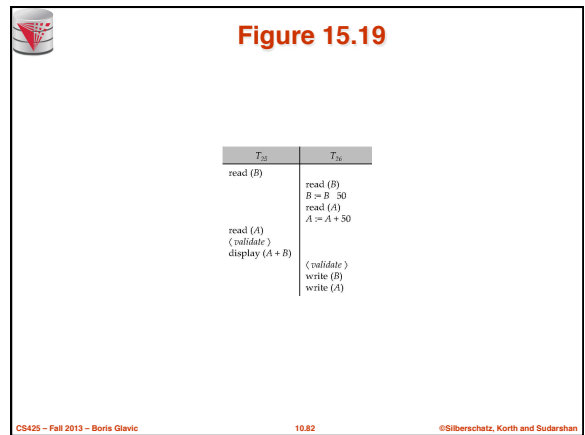 Figure 15.19
T25 T26
read (B)
read (B)
B := B 50
read (A)
A := A + 50
read (A)
⟨ validate ⟩
display (A + B)
⟨ validate ⟩
write (B)
write (A)
CS425 – Fall 2013 – Boris Glavic 10.82 ©Silberschatz, Korth and Sudarshan